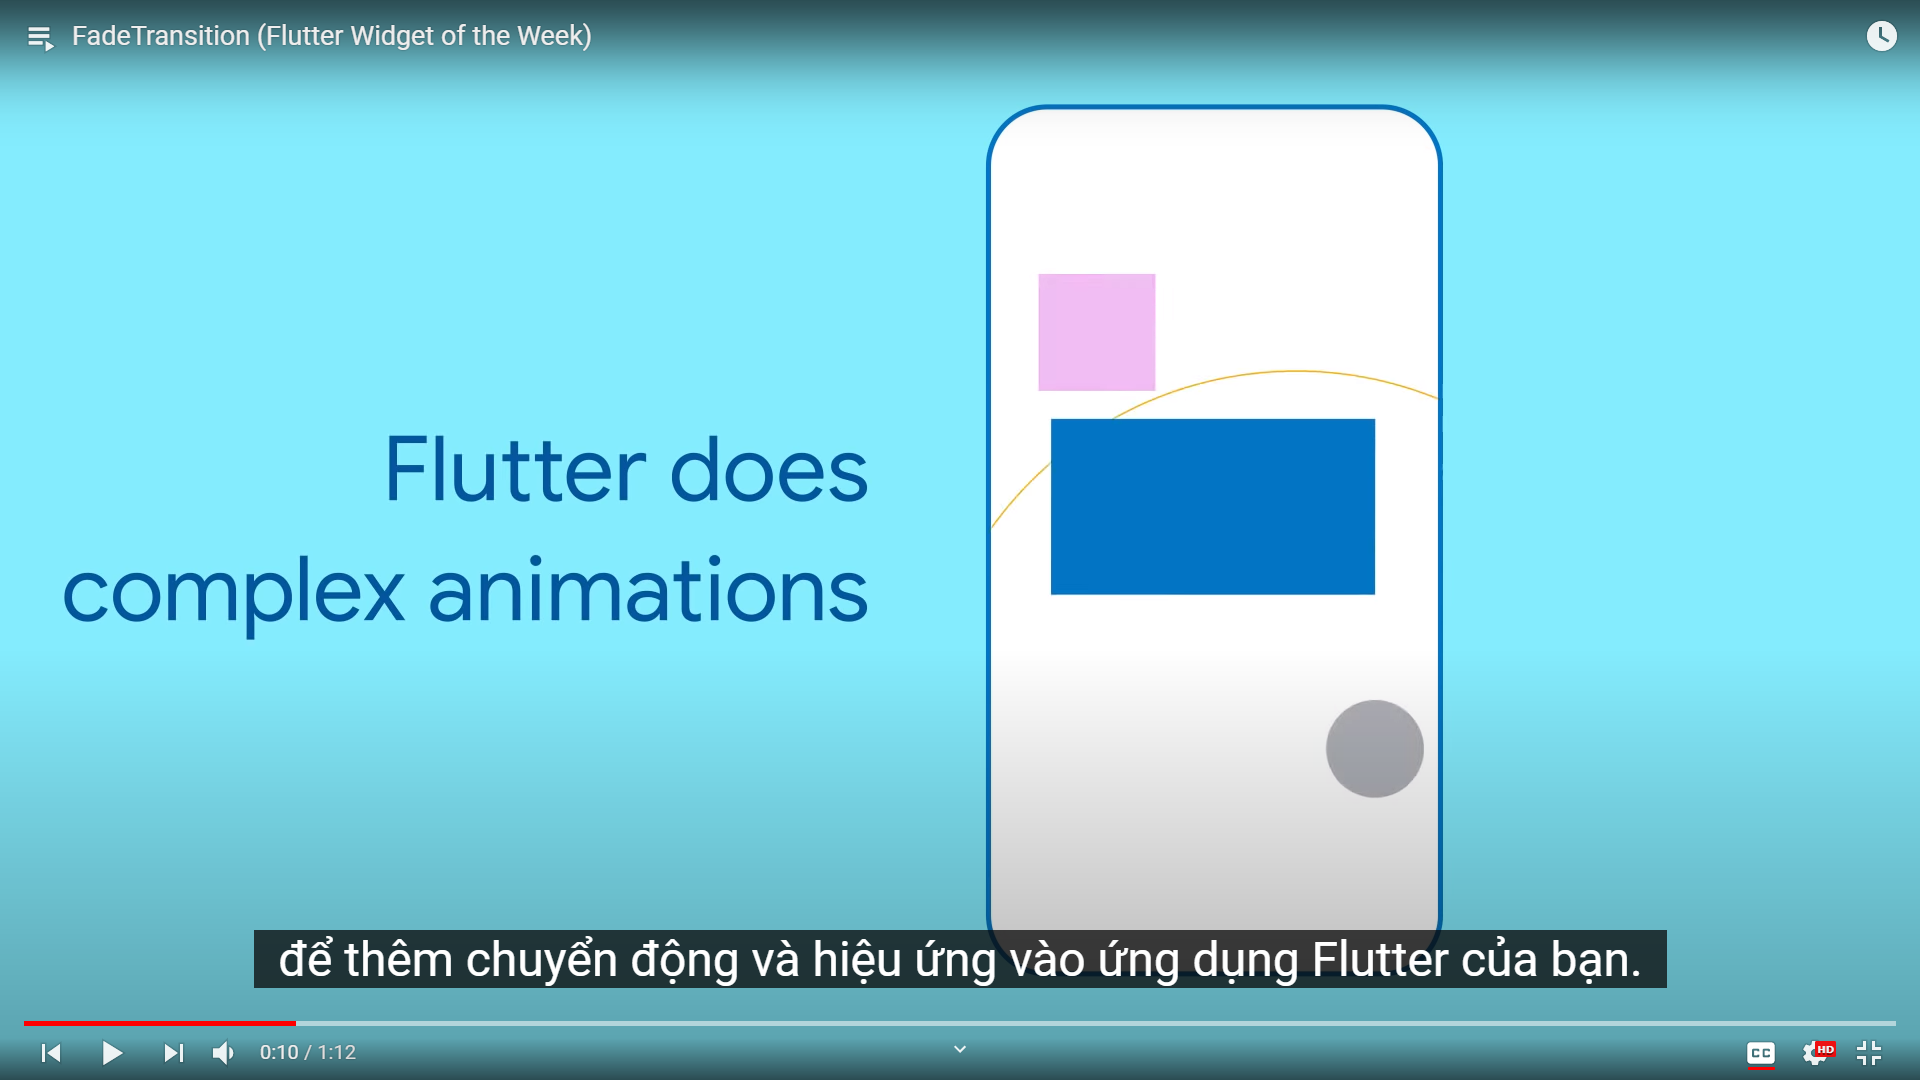 FadeTransition (Flutter Widget of the Week)
Flutter does
complex animations
để thêm chuyển động và hiệu ứng vào ứng dụng Flutter của bạn.
0:10 / 1:12
CC
HD